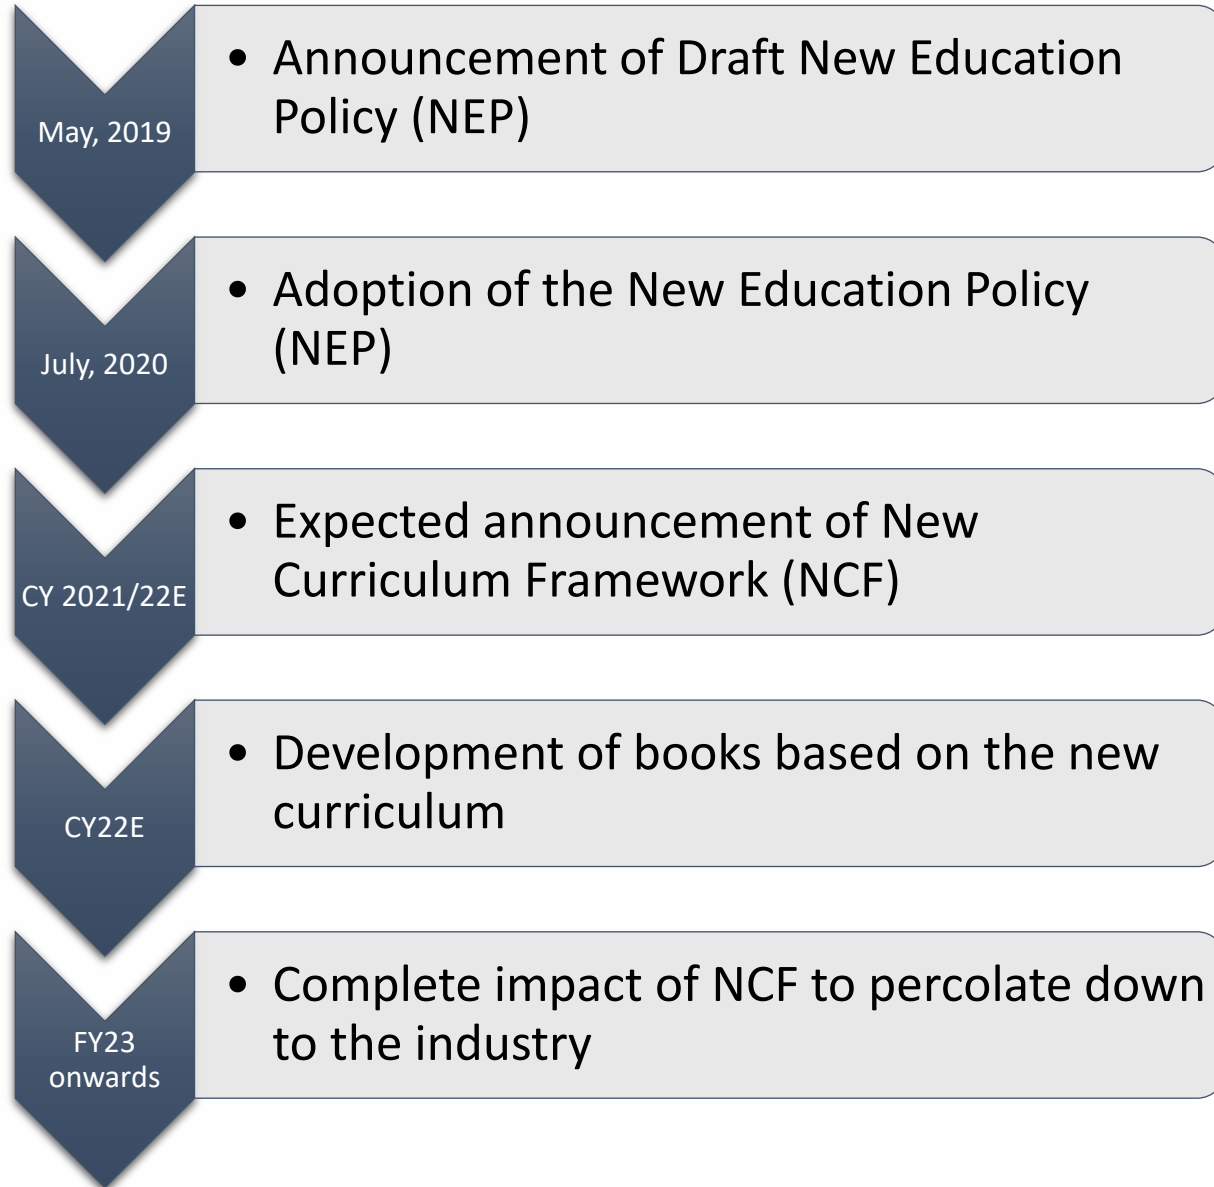 May, 2019
• Announcement of Draft New Education
Policy (NEP)
July, 2020
• Adoption of the New Education Policy
(NEP)
CY 2021/22E
• Expected announcement of New
Curriculum Framework (NCF)
CY22E
• Development of books based on the new
curriculum
FY23
onwards
• Complete impact of NCF to percolate down
to the industry